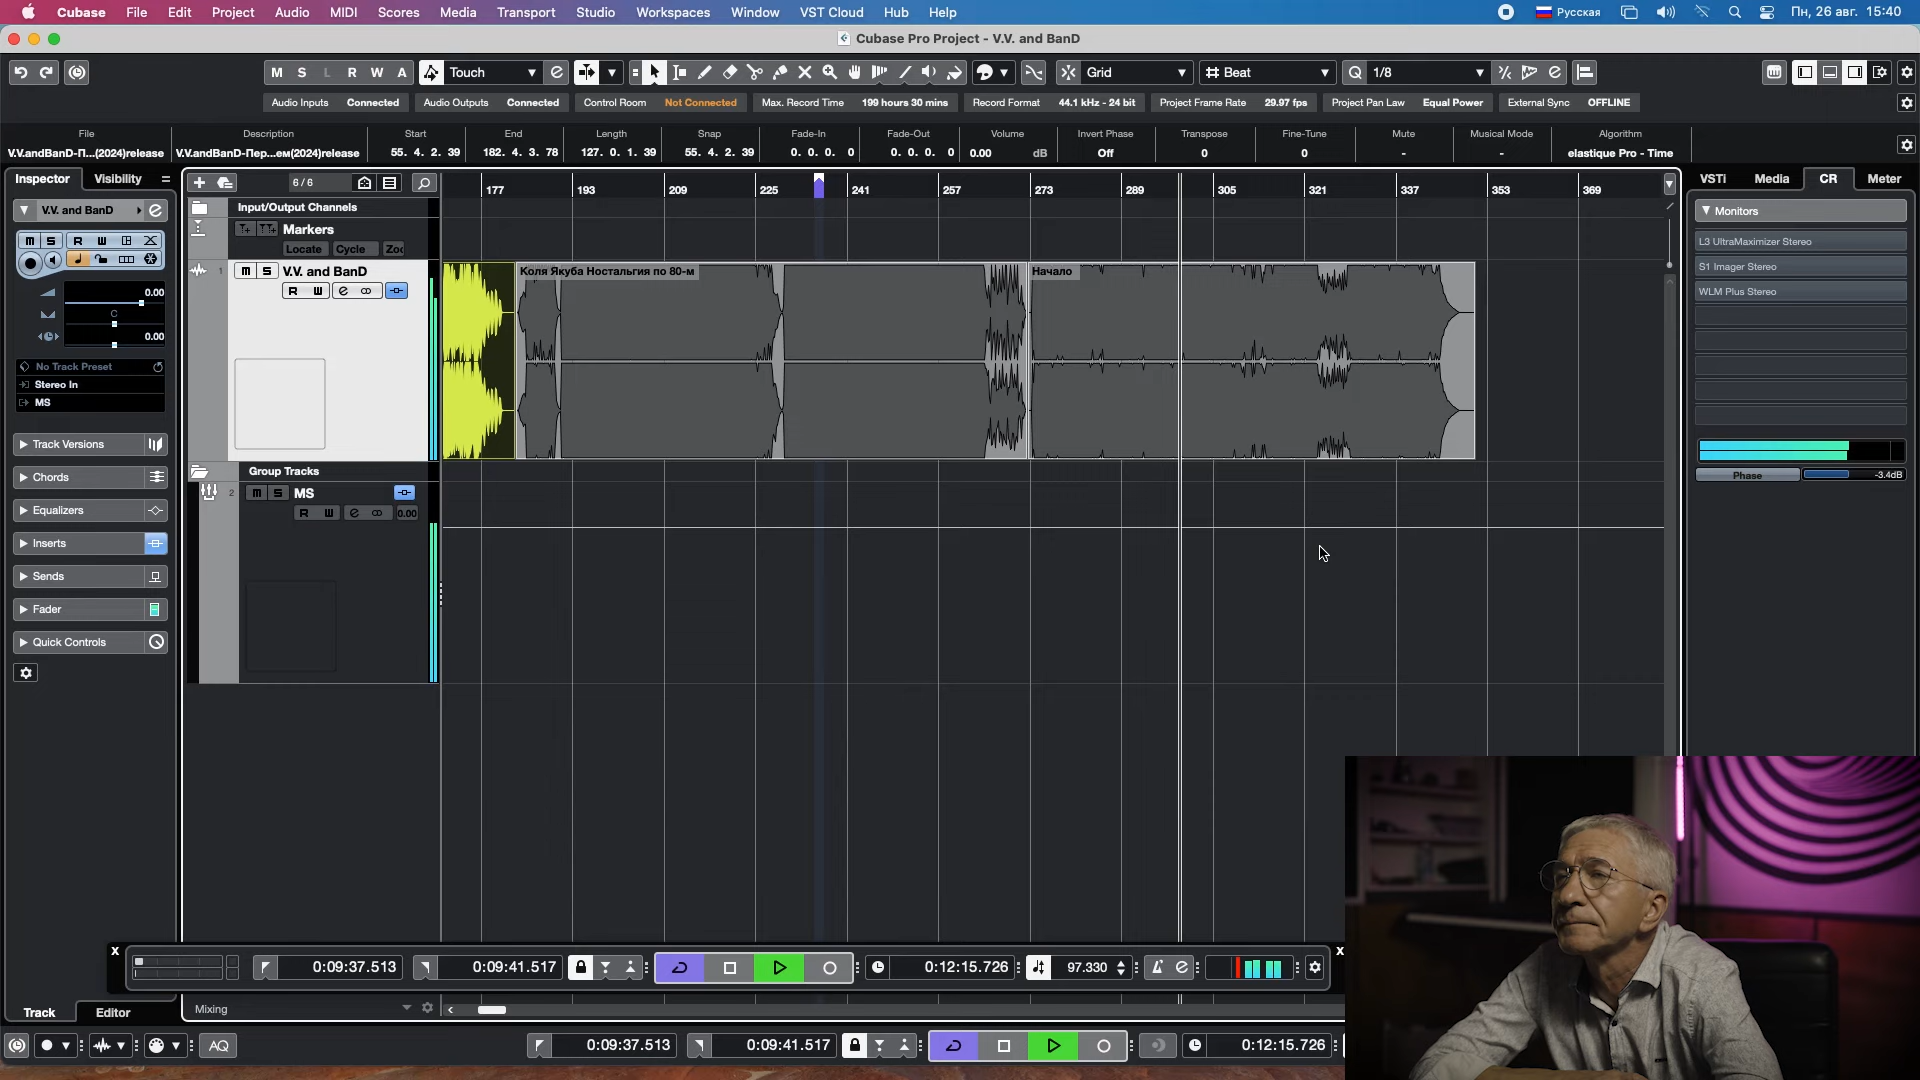 Cubase File Edit Project Audio MIDI Scores Media Transport Studio Workspaces Window VST Cloud Hub Help Русская Пн, 26 авг. 15:40
Cubase Pro Project - V.V. and BanD
M S L R W A Touch Grid Beat Q 1/8
Audio Inputs Connected Audio Outputs Connected Control Room Not Connected Max. Record Time 199 hours 30 mins Record Format 44.1 kHz - 24 bit Project Frame Rate 29.97 fps Project Pan Law Equal Power External Sync OFFLINE
File Description Start End Length Snap Fade-In Fade-Out Volume Invert Phase Transpose Fine-Tune Mute Musical Mode Algorithm
V.V.andBanD-П...(2024)release V.V.andBanD-Пер...ем(2024)release 55. 4. 2. 39 182. 4. 3. 78 127. 0. 1. 39 55. 4. 2. 39 0. 0. 0. 0 0. 0. 0. 0 0.00 dB Off 0 0 - - elastique Pro - Time
Inspector Visibility 6/6 177 193 209 225 241 257 273 289 305 321 337 353 369 VSTi Media CR Meter
V.V. and BanD e Input/Output Channels Monitors
Markers
Locate Cycle Zoo
m S R W
L3 UltraMaximizer Stereo
S1 Imager Stereo
WLM Plus Stereo
1 m S V.V. and BanD Коля Якуба Ностальгия по 80-м Начало
R W e
0.00
C
0.00
No Track Preset
Stereo In
MS
Track Versions
Chords
Equalizers
Inserts
Sends
Fader
Quick Controls
Group Tracks
2 m S MS
R W e 0.00
Phase -3.4dB
X 0:09:37.513 0:09:41.517 0:12:15.726 97.330 X
Track Editor Mixing
AQ 0:09:37.513 0:09:41.517 0:12:15.726